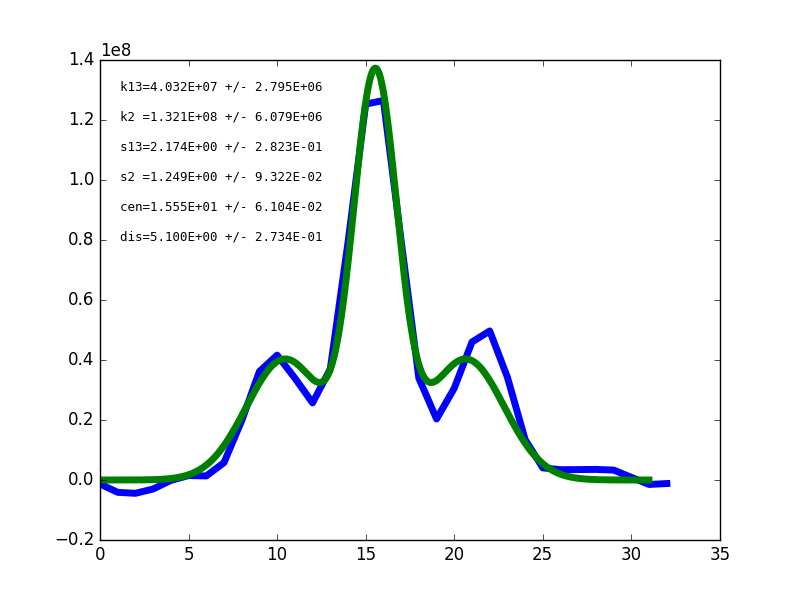 1e8
1.4
k13=4.032E+07 +/- 2.795E+06
1.2
k2 =1.321E+08 +/- 6.079E+06
s13=2.174E+00 +/- 2.823E-01
1.0
s2 =1.249E+00 +/- 9.322E-02
cen=1.555E+01 +/- 6.104E-02
0.8
dis=5.100E+00 +/- 2.734E-01
0.6
0.4
0.2
0.0
−0.2
0 5 10 15 20 25 30 35